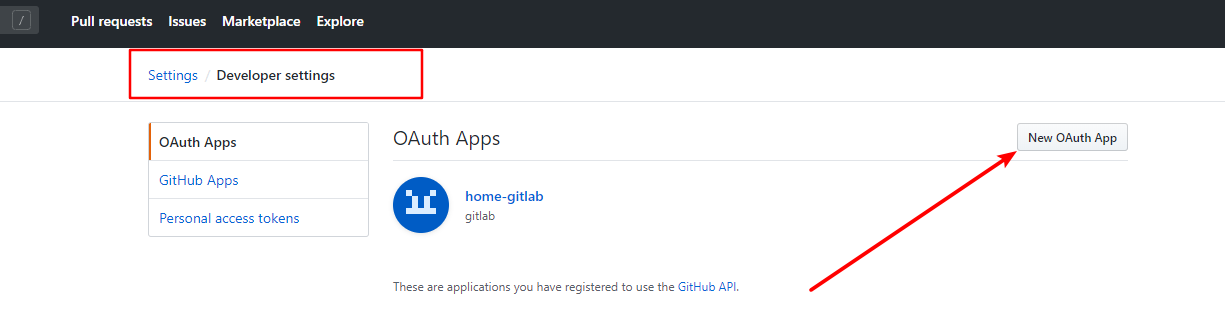 / Pull requests Issues Marketplace Explore
Settings / Developer settings
OAuth Apps
GitHub Apps
Personal access tokens
OAuth Apps
New OAuth App
home-gitlab
gitlab
These are applications you have registered to use the GitHub API.